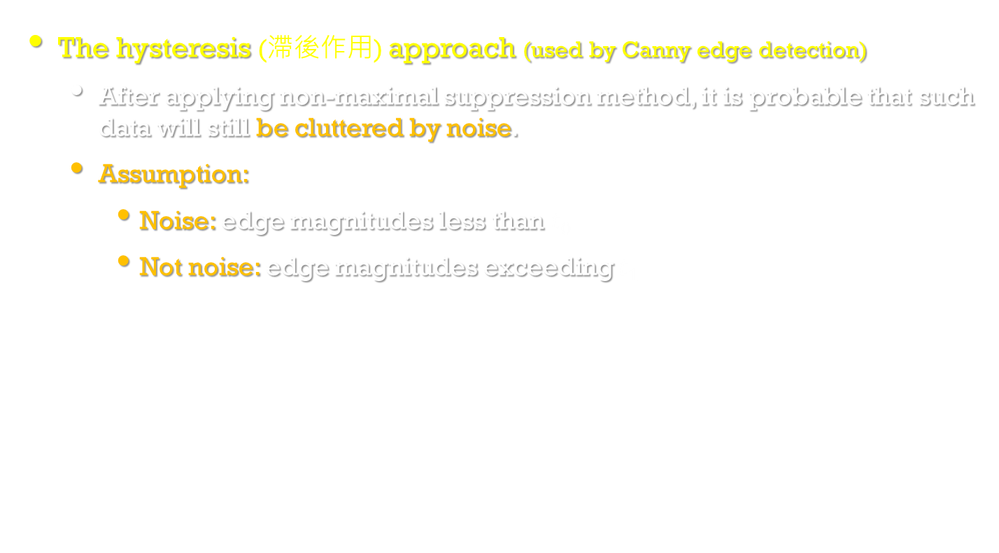 • The hysteresis (滯後作用) approach (used by Canny edge detection)
• After applying non-maximal suppression method, it is probable that such
data will still be cluttered by noise.
• Assumption:
• Noise: edge magnitudes less than
• Not noise: edge magnitudes exceeding